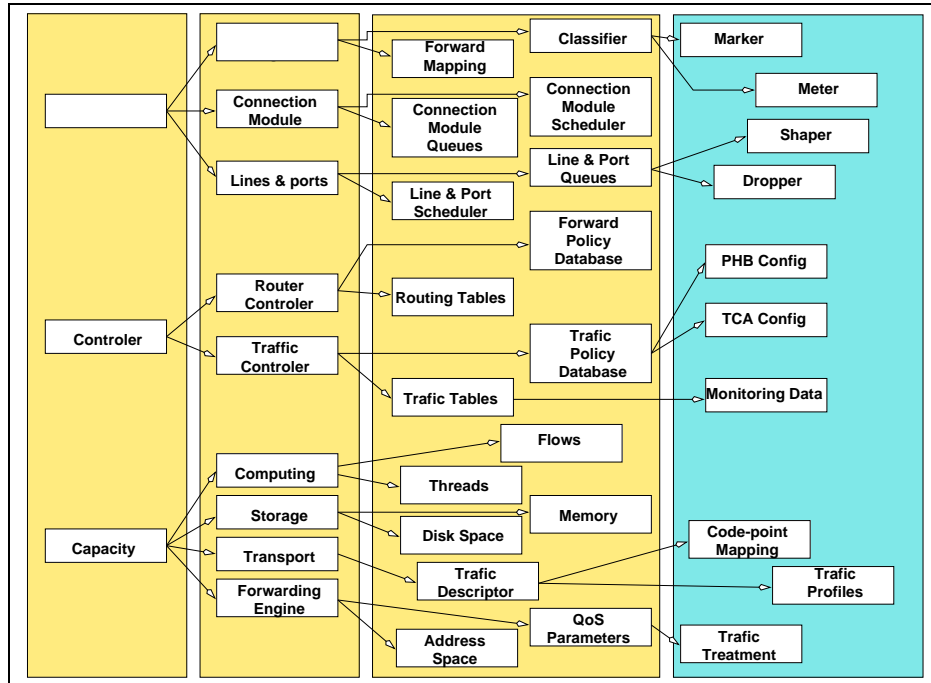 Classifier
Marker
Forward
Mapping
Meter
Connection
Module
Connection
Module
Scheduler
Connection
Module
Queues
Shaper
Lines & ports
Line & Port
Queues
Dropper
Line & Port
Scheduler
Forward
Policy
Database
PHB Config
Router
Controler
Routing Tables
Controler
Traffic
Controler
Trafic
Policy
Database
TCA Config
Trafic Tables
Monitoring Data
Flows
Computing
Threads
Storage
Memory
Disk Space
Code-point
Mapping
Capacity
Transport
Trafic
Descriptor
Trafic
Profiles
Forwarding
Engine
QoS
Parameters
Address
Space
Trafic
Treatment